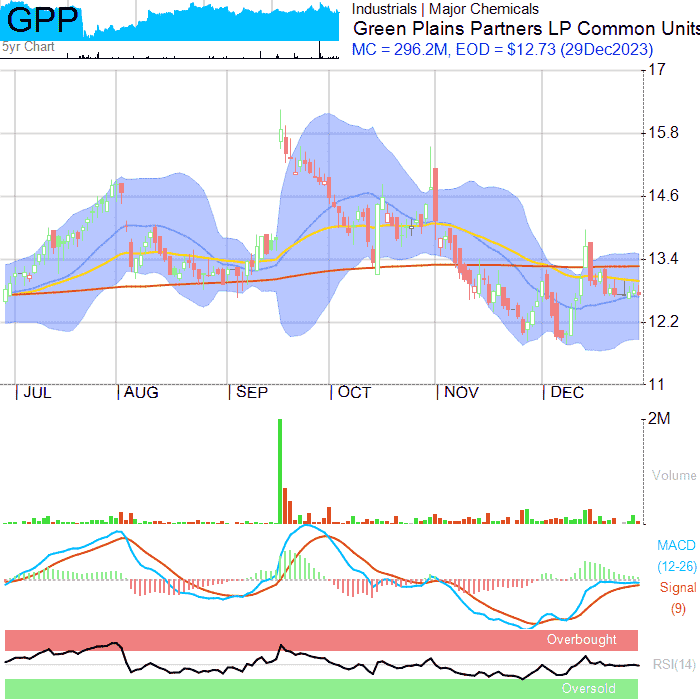 GPP
5yr Chart
Industrials | Major Chemicals
Green Plains Partners LP Common Units
MC = 296.2M, EOD = $12.73 (29Dec2023)
17
15.8
14.6
13.4
12.2
11
JUL AUG SEP OCT NOV DEC
2M
Volume
MACD
(12-26)
Signal
(9)
Overbought
RSI(14)
Oversold